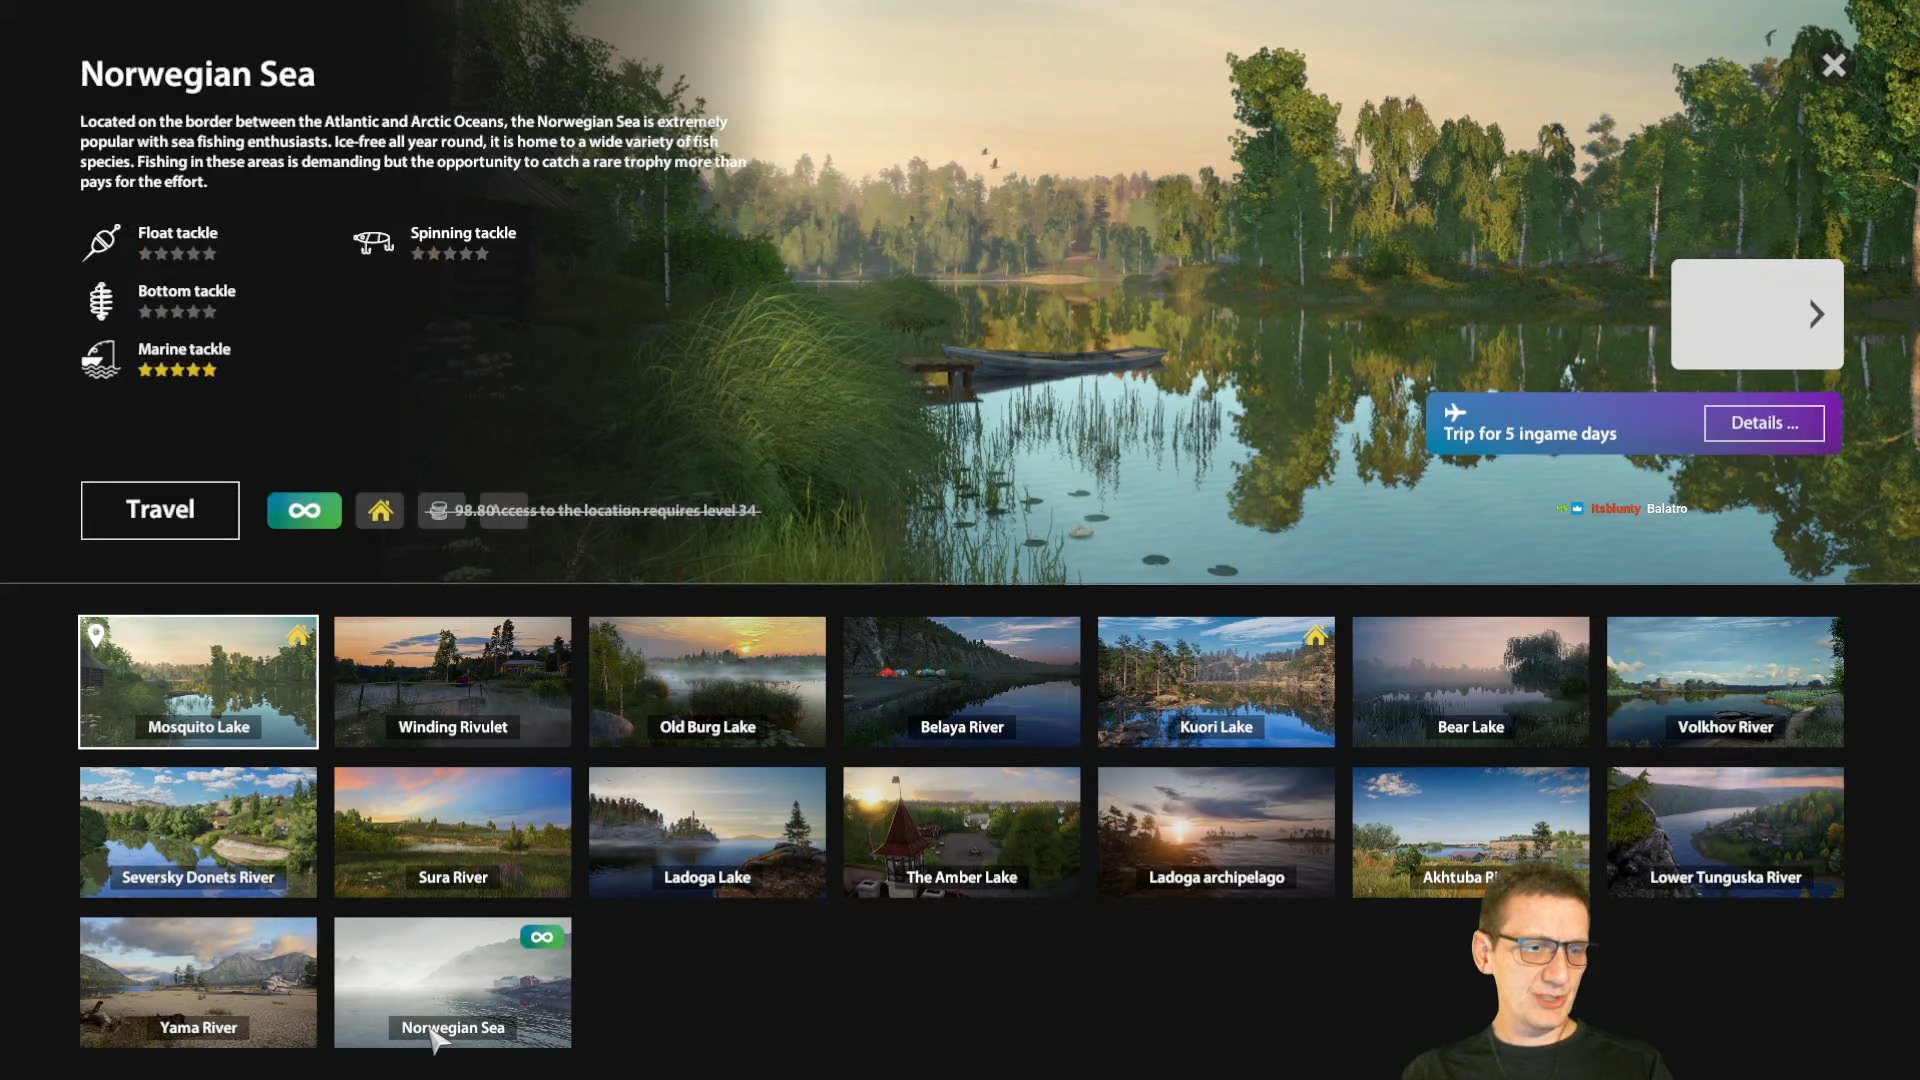 Norwegian Sea
Located on the border between the Atlantic and Arctic Oceans, the Norwegian Sea is extremely
popular with sea fishing enthusiasts. Ice-free all year round, it is home to a wide variety of fish
species. Fishing in these areas is demanding but the opportunity to catch a rare trophy more than
pays for the effort.
Float tackle
Spinning tackle
Bottom tackle
Marine tackle
Trip for 5 ingame days
Details ...
Travel
98.80
Access to the location requires level 34
itsblunty Balatro
Mosquito Lake
Winding Rivulet
Old Burg Lake
Belaya River
Kuori Lake
Bear Lake
Volkhov River
Seversky Donets River
Sura River
Ladoga Lake
The Amber Lake
Ladoga archipelago
Akhtuba
Lower Tunguska River
Yama River
Norwegian Sea